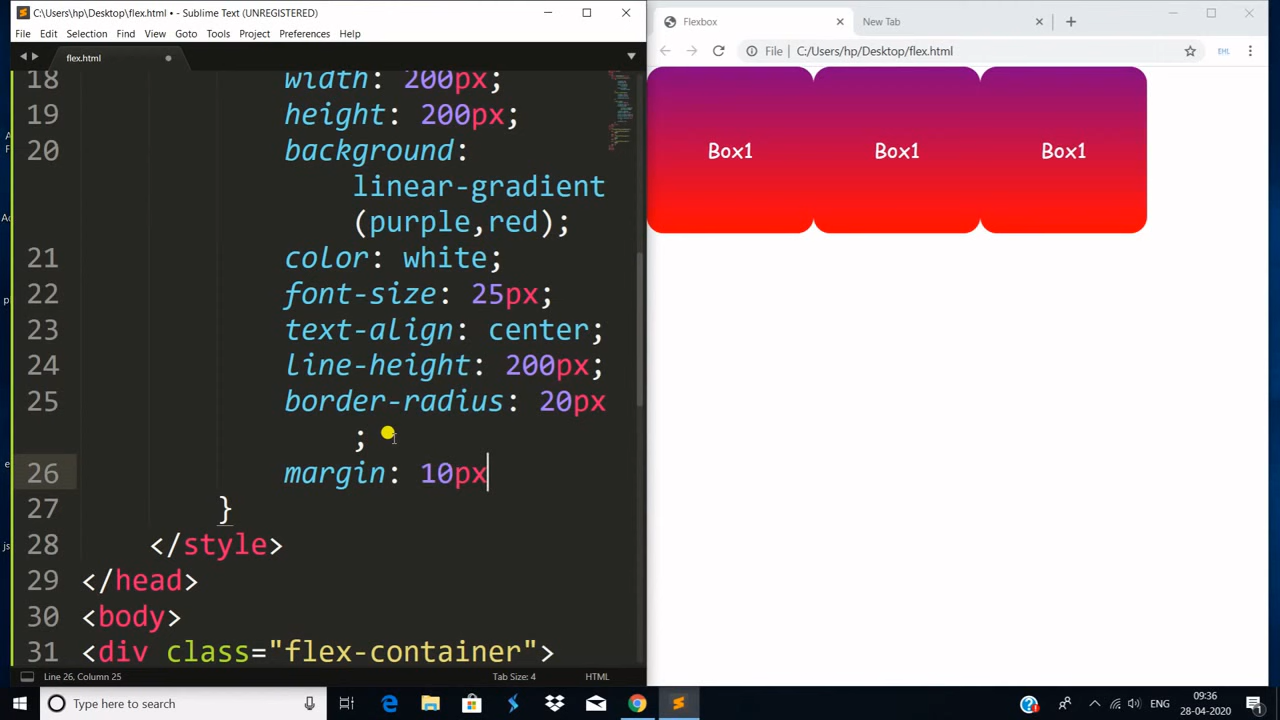 C:\Users\hp\Desktop\flex.html • - Sublime Text (UNREGISTERED)
File Edit Selection Find View Goto Tools Project Preferences Help
flex.html
18 width: 200px;
19 height: 200px;
20 background:
linear-gradient
(purple,red);
21 color: white;
22 font-size: 25px;
23 text-align: center;
24 line-height: 200px;
25 border-radius: 20px
;
26 margin: 10px
27 }
28 </style>
29 </head>
30 <body>
31 <div class="flex-container">
Line 26, Column 25 Tab Size: 4 HTML
Flexbox New Tab
File C:/Users/hp/Desktop/flex.html EHL
Box1 Box1 Box1
Type here to search
ENG
09:36
28-04-2020
1